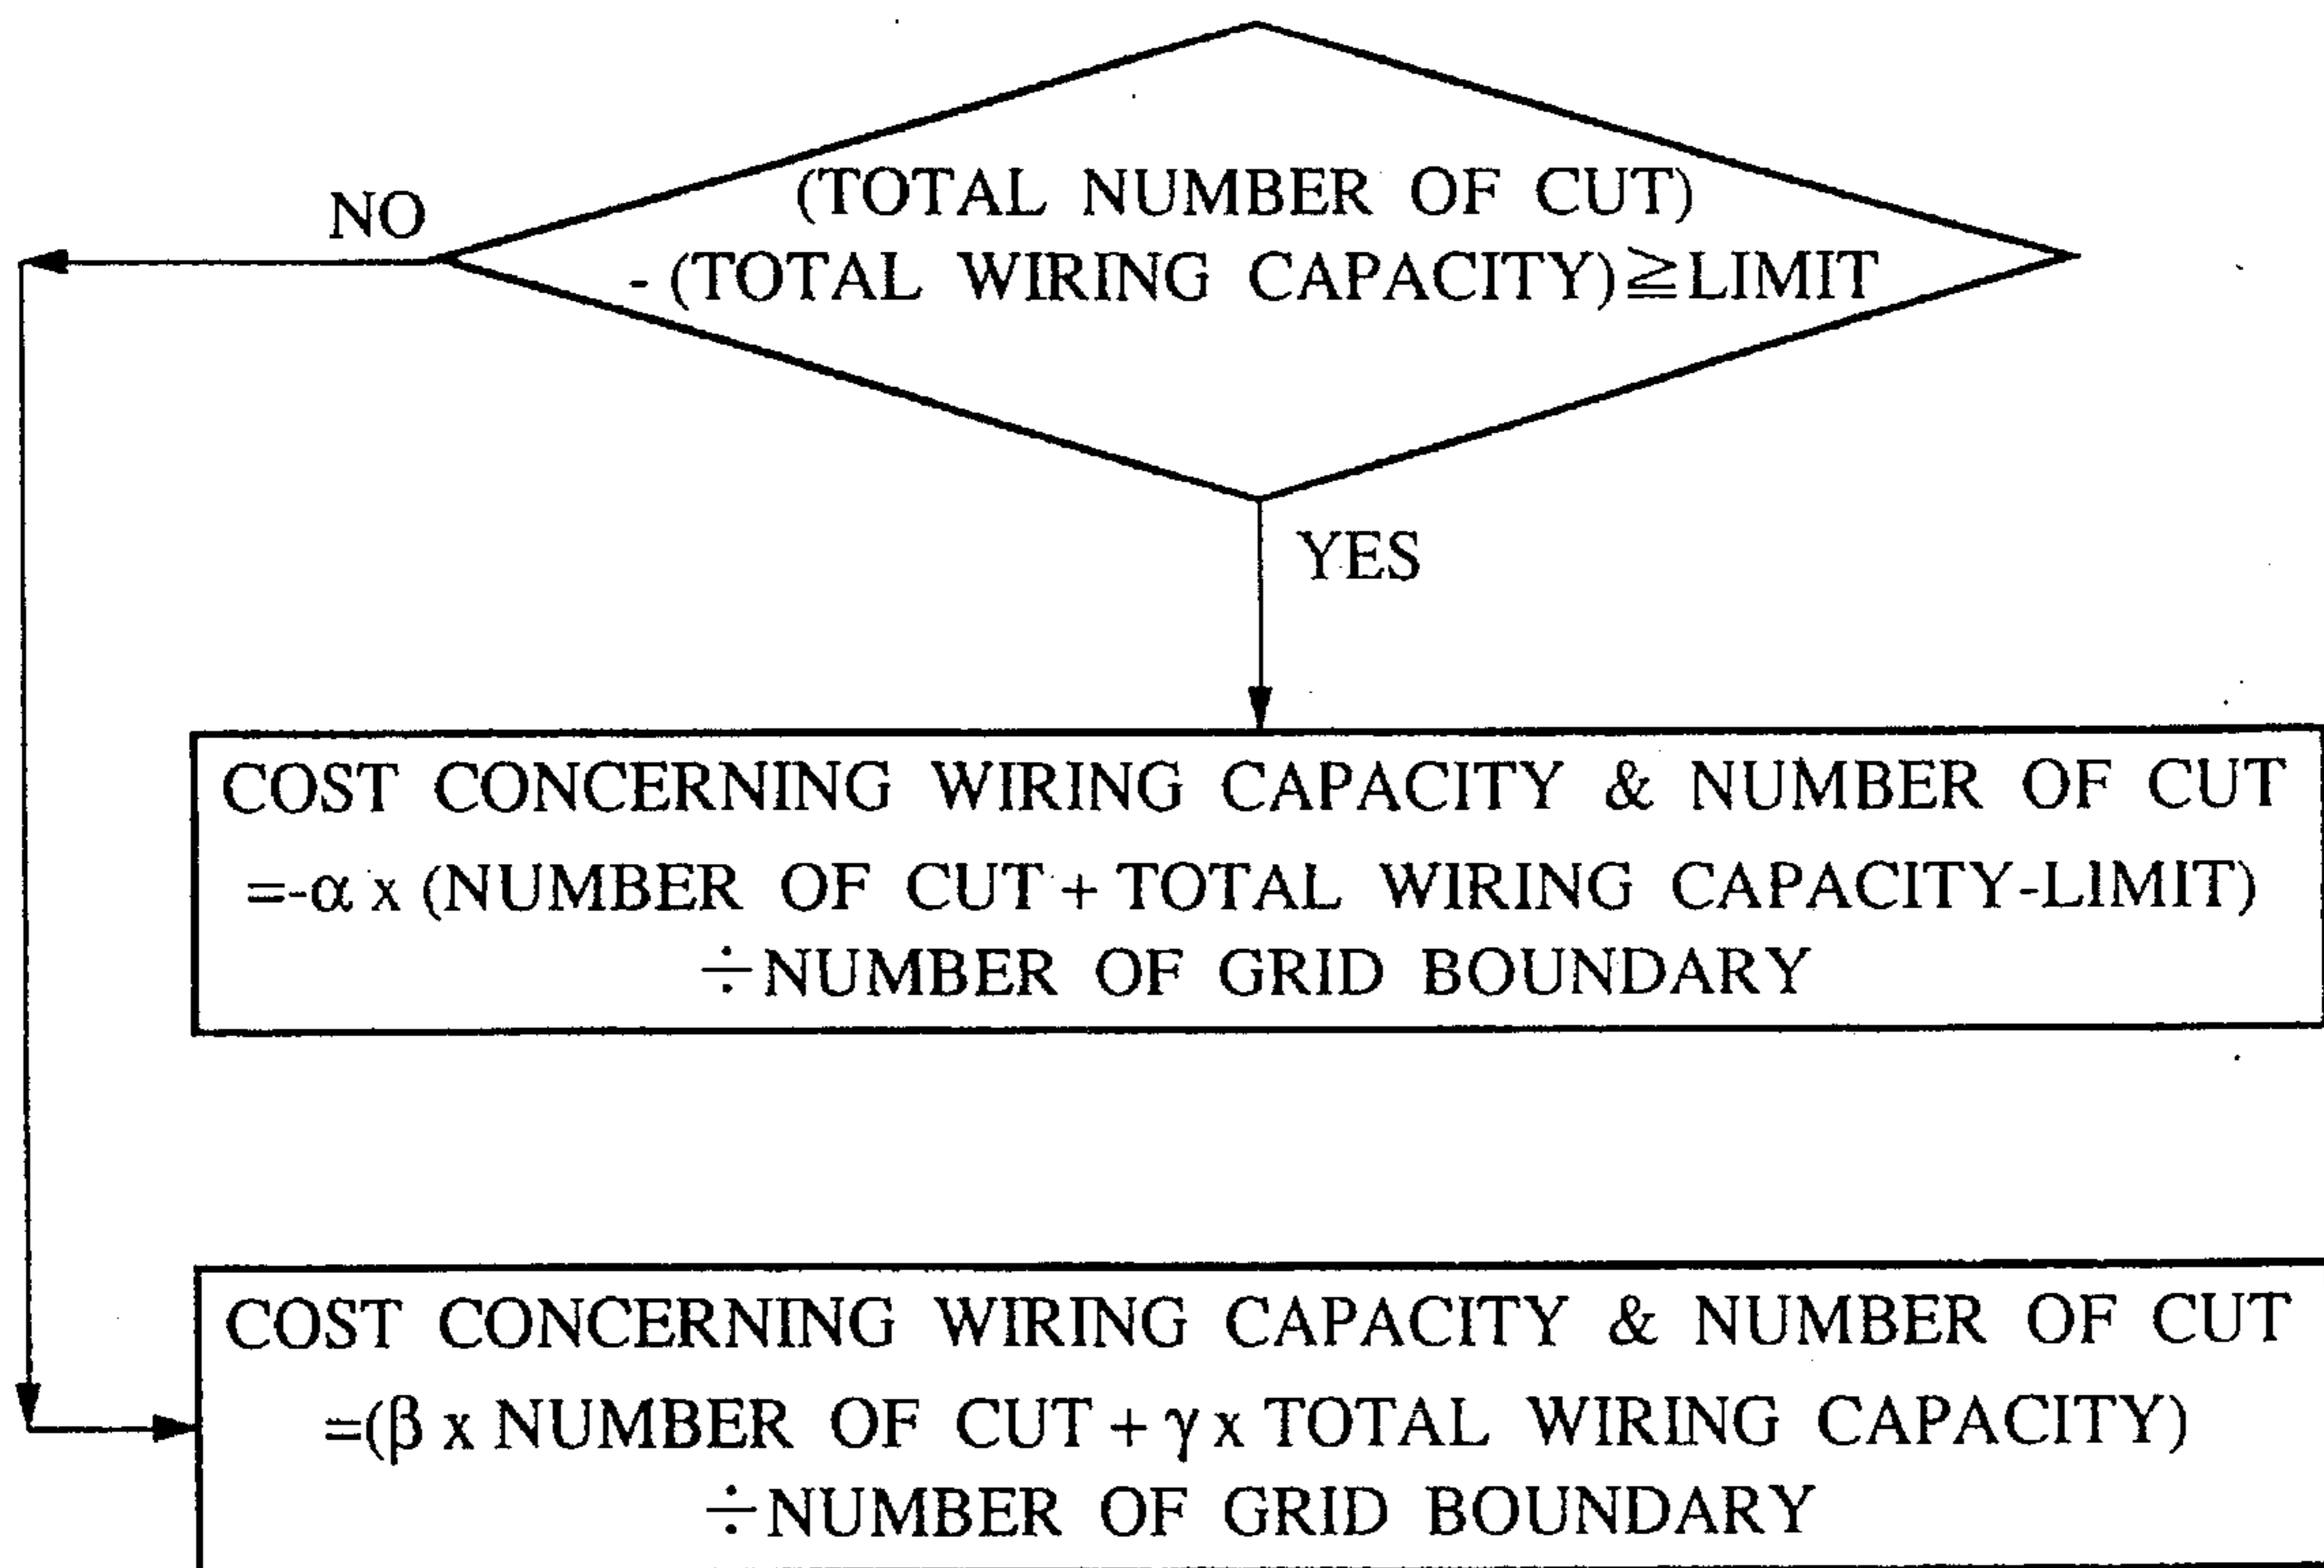 (TOTAL NUMBER OF CUT)
- (TOTAL WIRING CAPACITY)≧LIMIT
NO
YES
COST CONCERNING WIRING CAPACITY & NUMBER OF CUT
=-α x (NUMBER OF CUT + TOTAL WIRING CAPACITY-LIMIT)
÷NUMBER OF GRID BOUNDARY
COST CONCERNING WIRING CAPACITY & NUMBER OF CUT
=(β x NUMBER OF CUT + γ x TOTAL WIRING CAPACITY)
÷NUMBER OF GRID BOUNDARY